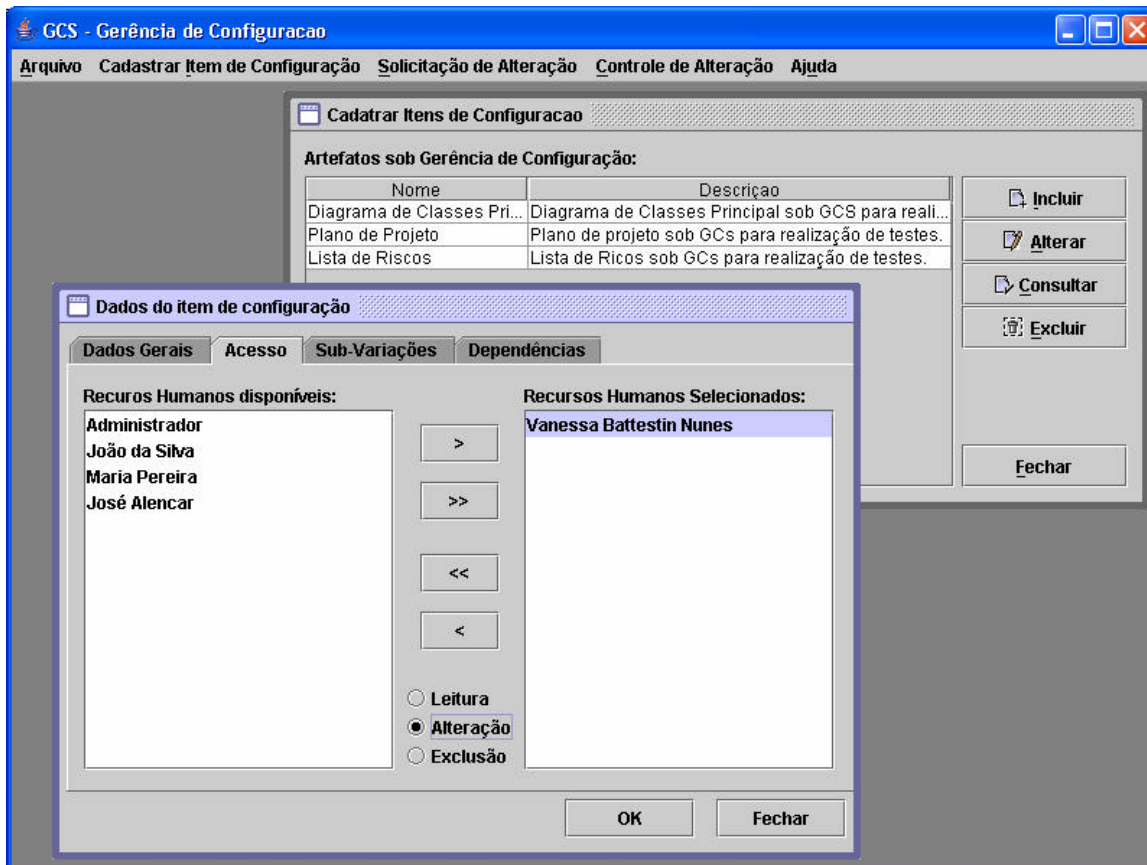 GCS - Gerência de Configuracao
Arquivo Cadastrar Item de Configuração Solicitação de Alteração Controle de Alteração Ajuda
Cadatrar Itens de Configuracao
Artefatos sob Gerência de Configuração:
Nome Descriçao
Diagrama de Classes Pri... Diagrama de Classes Principal sob GCS para reali...
Plano de Projeto Plano de projeto sob GCs para realização de testes.
Lista de Riscos Lista de Ricos sob GCs para realização de testes.
Incluir
Alterar
Consultar
Excluir
Fechar
Dados do item de configuração
Dados Gerais Acesso Sub-Variações Dependências
Recuros Humanos disponíveis:
Administrador
João da Silva
Maria Pereira
José Alencar
>
>>
<<
<
Leitura
Alteração
Exclusão
Recursos Humanos Selecionados:
Vanessa Battestin Nunes
OK Fechar